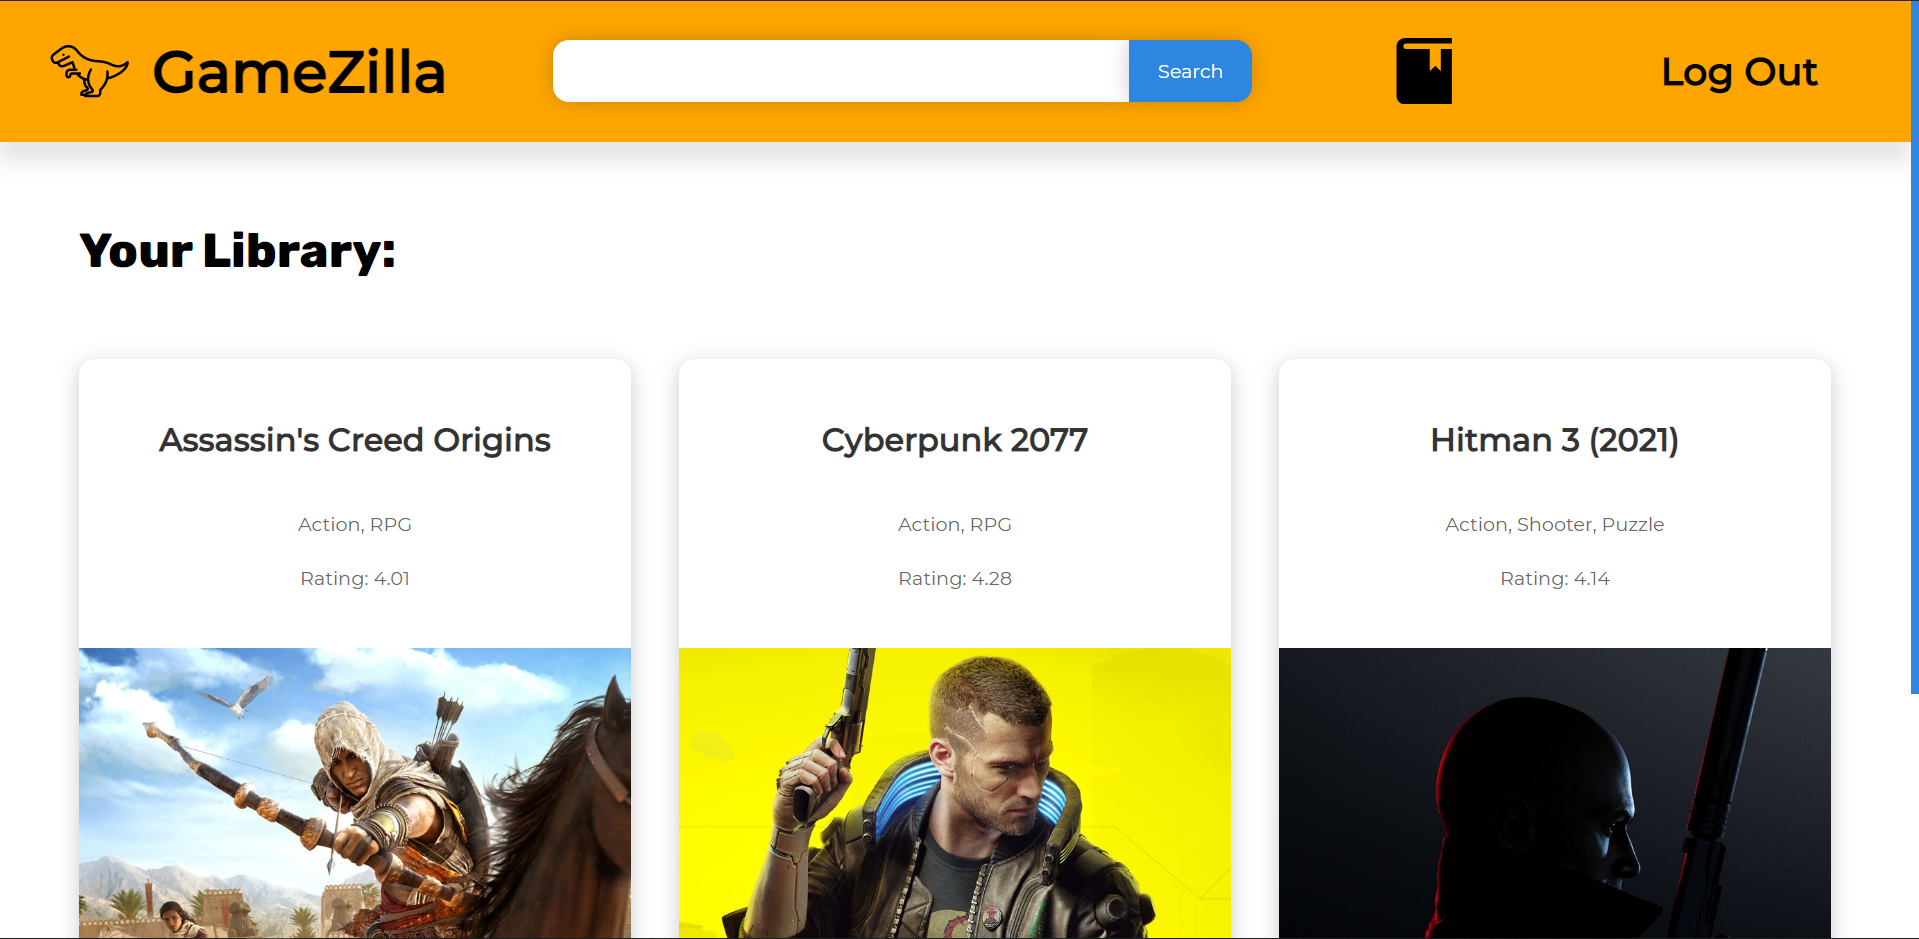 GameZilla
Search
Log Out
Your Library:
Assassin's Creed Origins
Action, RPG
Rating: 4.01
Cyberpunk 2077
Action, RPG
Rating: 4.28
Hitman 3 (2021)
Action, Shooter, Puzzle
Rating: 4.14